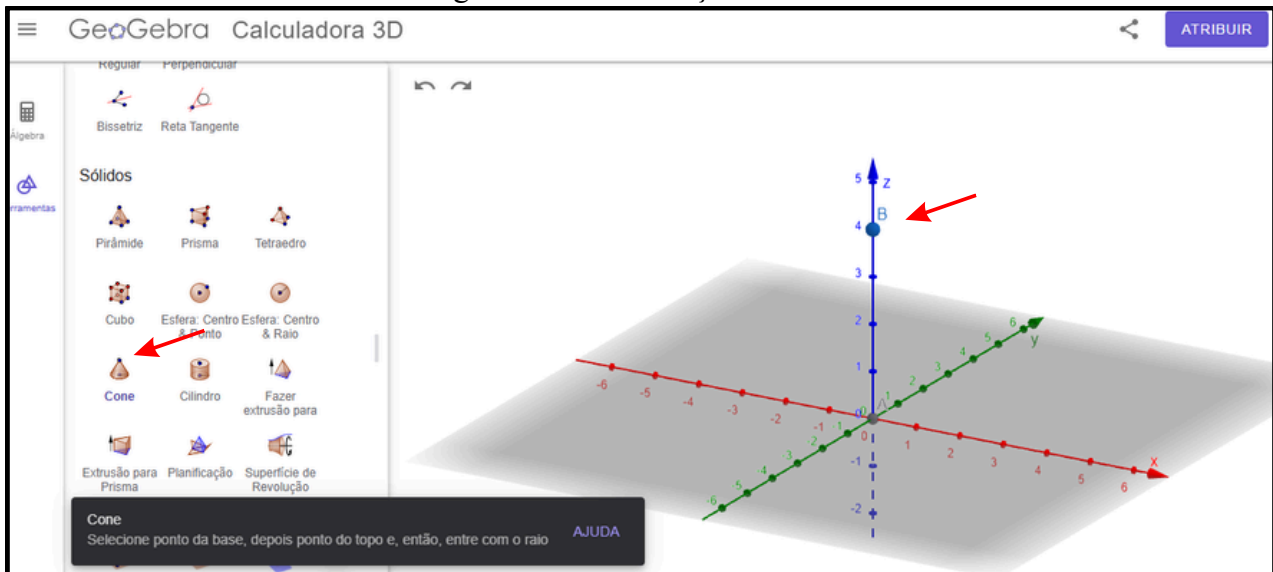 GeoGebra Calculadora 3D
ATRIBUIR
Regular Perpendicular
Álgebra
Bissetriz Reta Tangente
Sólidos
rramentas
Pirâmide Prisma Tetraedro
Cubo Esfera: Centro & Ponto Esfera: Centro & Raio
Cone Cilindro Fazer extrusão para
Extrusão para Prisma Planificação Superfície de Revolução
Cone
Selecione ponto da base, depois ponto do topo e, então, entre com o raio
AJUDA
5 z
B
4
3
2
1
0
-1
-2
-6 -5 -4 -3 -2 -1 0 1 2 3 4 5 6 x
-6 5 -4 -3 -2 -1 0 1 2 3 4 5 6 y
A